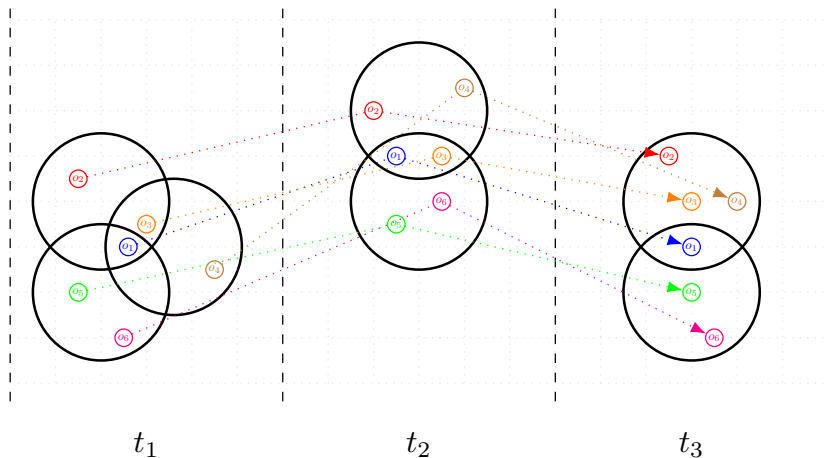 o₂ o₃ o₁ o₄ o₅ o₆
o₄ o₂ o₁ o₃ o₆ o₅
o₂ o₃ o₄ o₁ o₅ o₆
t₁ t₂ t₃